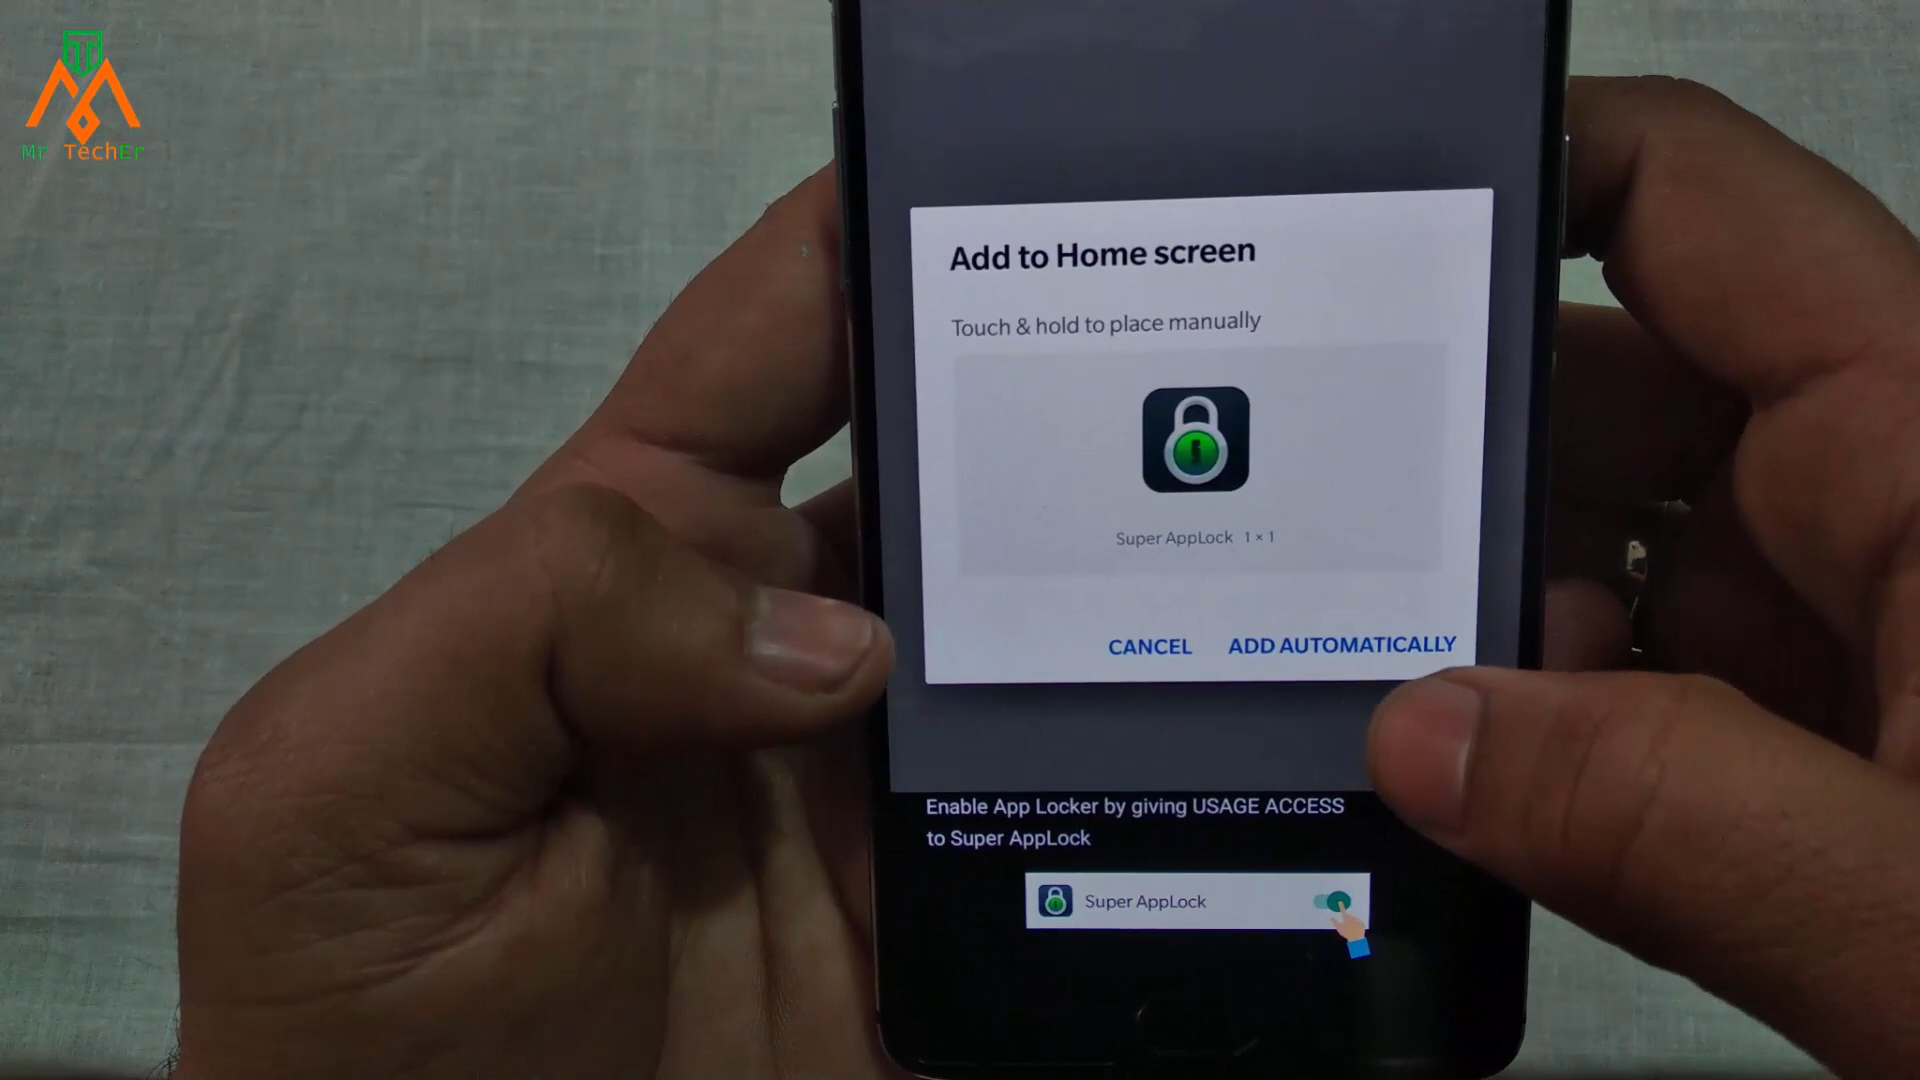 Mr TechEr
Add to Home screen
Touch & hold to place manually
Super AppLock 1 × 1
CANCEL ADD AUTOMATICALLY
Enable App Locker by giving USAGE ACCESS
to Super AppLock
Super AppLock